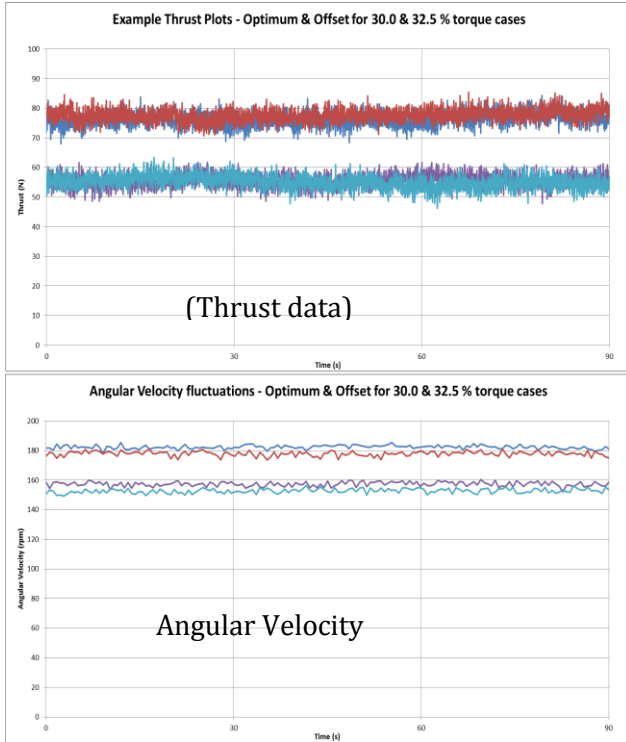 Example Thrust Plots - Optimum & Offset for 30.0 & 32.5 % torque cases
100
90
80
70
60
50
40
30
20
10
0
Thrust (%)
(Thrust data)
0 30 60 90
Time (s)
Angular Velocity fluctuations - Optimum & Offset for 30.0 & 32.5 % torque cases
200
180
160
140
120
100
80
60
40
20
0
Angular Velocity (rpm)
Angular Velocity
0 30 60 90
Time (s)